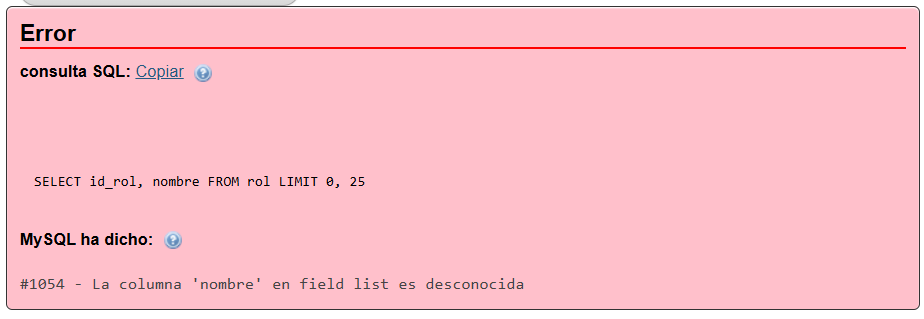 Error
consulta SQL: Copiar
SELECT id_rol, nombre FROM rol LIMIT 0, 25
MySQL ha dicho:
#1054 - La columna 'nombre' en field list es desconocida